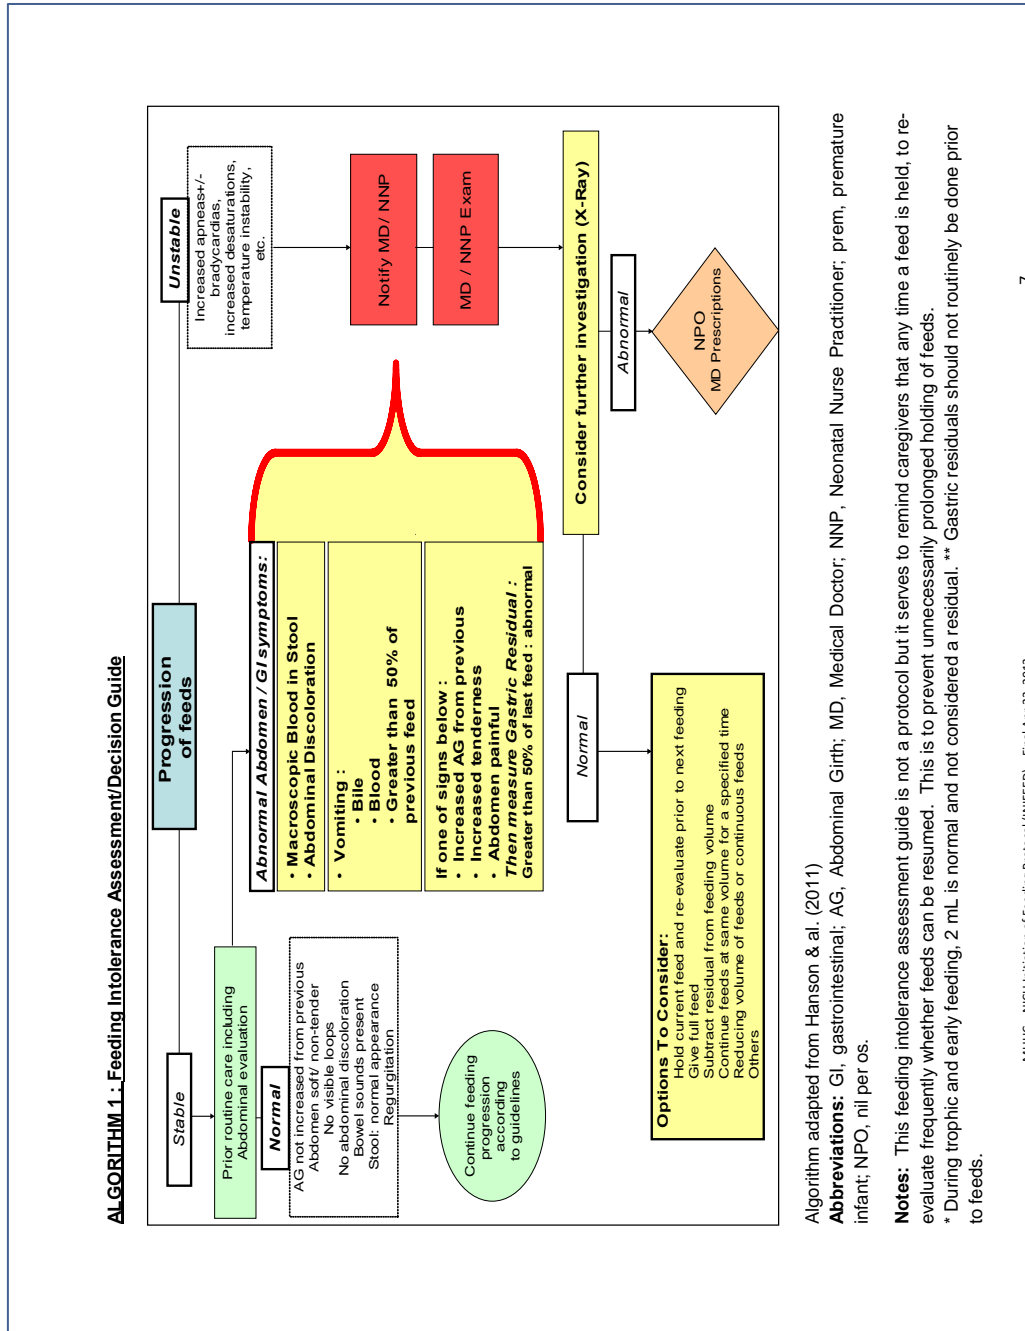 ALGORITHM 1 : Feeding Intolerance Assessment/Decision Guide
Progression
of feeds
Stable
Unstable
Prior routine care including
Abdominal evaluation
Normal
AG not increased from previous
Abdomen soft/ non-tender
No visible loops
No abdominal discoloration
Bowel sounds present
Stool: normal appearance
Regurgitation
Continue feeding
progression
according
to guidelines
Abnormal Abdomen / GI symptoms:
• Macroscopic Blood in Stool
• Abdominal Discoloration
• Vomiting :
• Bile
• Blood
• Greater than 50% of
previous feed
If one of signs below :
• Increased AG from previous
• Increased tenderness
• Abdomen painful
Then measure Gastric Residual :
Greater than 50% of last feed : abnormal
Increased apneas+/-
bradycardias,
increased desaturations,
temperature instability,
etc.
Notify MD/ NNP
MD / NNP Exam
Consider further investigation (X-Ray)
Normal
Abnormal
Options To Consider:
Hold current feed and re-evaluate prior to next feeding
Give full feed
Subtract residual from feeding volume
Continue feeds at same volume for a specified time
Reducing volume of feeds or continuous feeds
Others
NPO
MD Prescriptions
Algorithm adapted from Hanson & al. (2011)
Abbreviations: GI, gastrointestinal; AG, Abdominal Girth; MD, Medical Doctor; NNP, Neonatal Nurse Practitioner; prem, premature
infant; NPO, nil per os.
Notes: This feeding intolerance assessment guide is not a protocol but it serves to remind caregivers that any time a feed is held, to re-
evaluate frequently whether feeds can be resumed. This is to prevent unnecessarily prolonged holding of feeds.
* During trophic and early feeding, 2 mL is normal and not considered a residual. ** Gastric residuals should not routinely be done prior
to feeds.